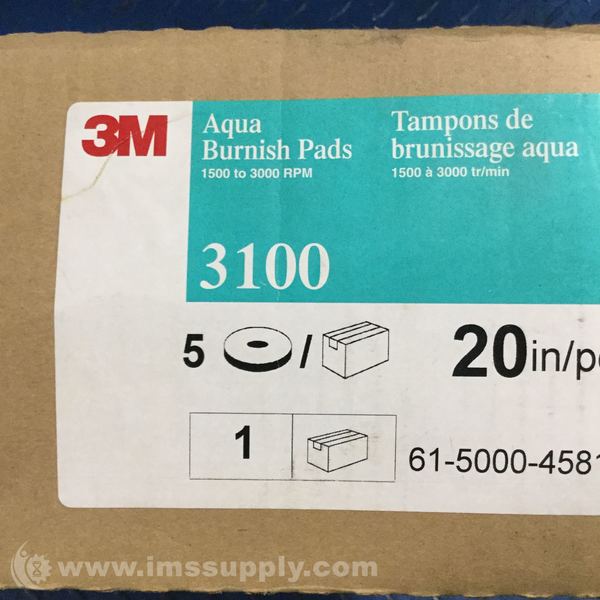 3M
Aqua
Burnish Pads
1500 to 3000 RPM
Tampons de
brunissage aqua
1500 à 3000 tr/min
3100
5 /
20in/p
1
61-5000-4581
www.imssupply.com